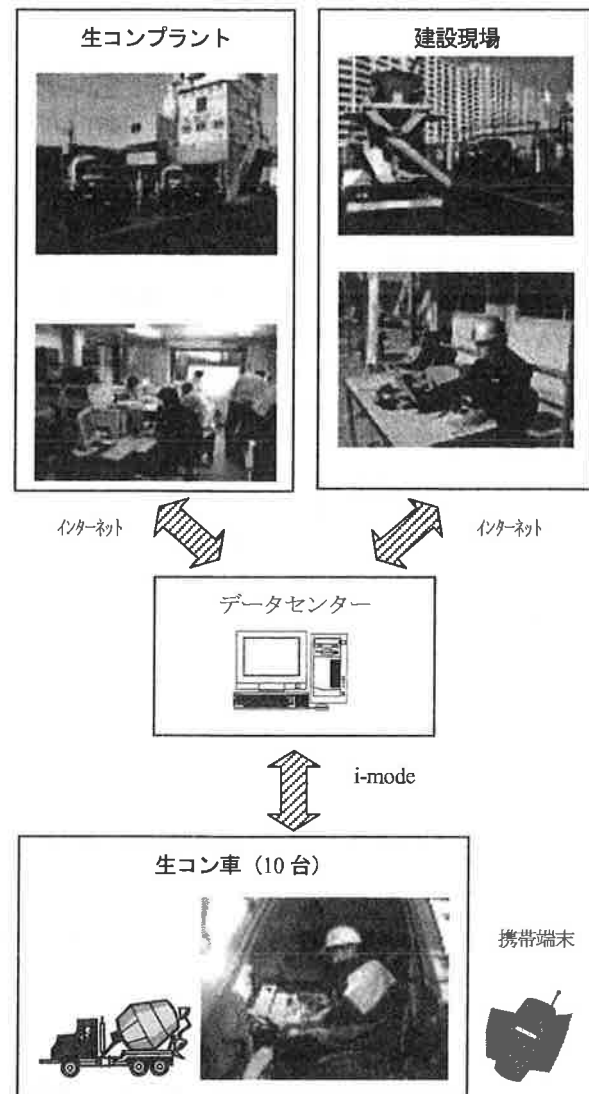 生コンプラント
建設現場
インターネット
インターネット
データセンター
i-mode
生コン車（10 台）
携帯端末